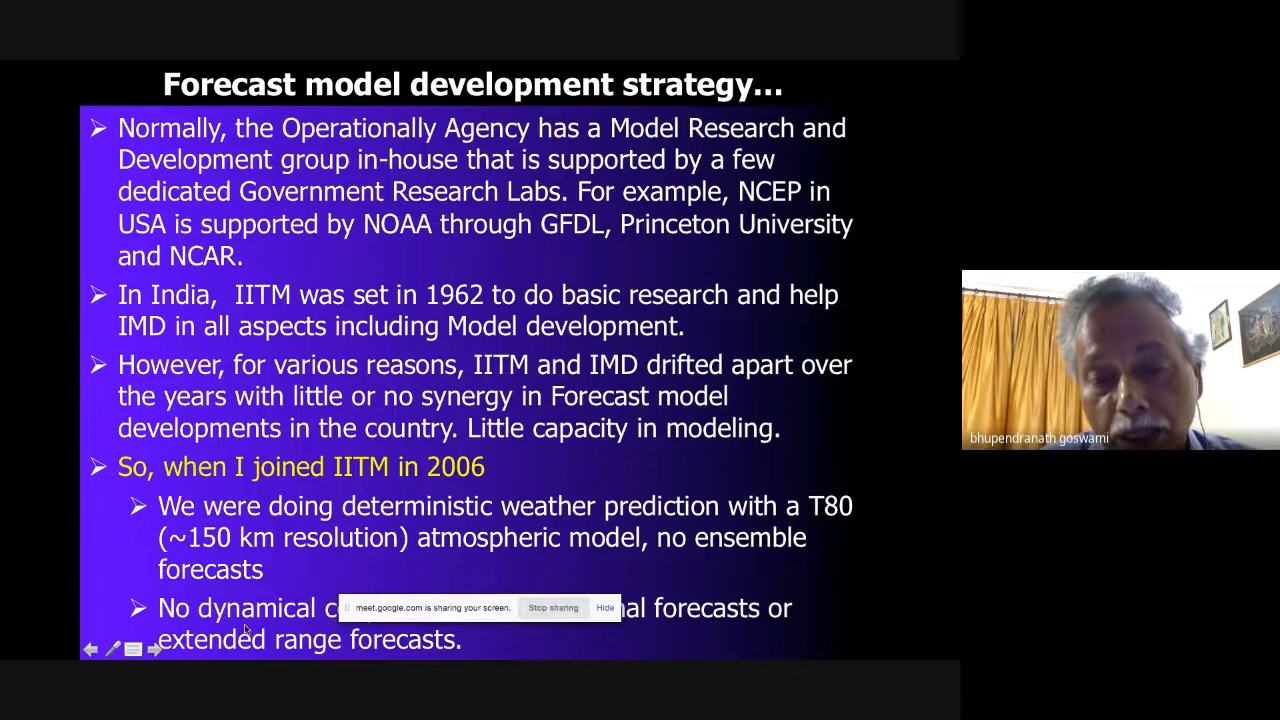 Forecast model development strategy...
Normally, the Operationally Agency has a Model Research and
Development group in-house that is supported by a few
dedicated Government Research Labs. For example, NCEP in
USA is supported by NOAA through GFDL, Princeton University
and NCAR.
In India,  IITM was set in 1962 to do basic research and help
IMD in all aspects including Model development.
However, for various reasons, IITM and IMD drifted apart over
the years with little or no synergy in Forecast model
developments in the country. Little capacity in modeling.
So, when I joined IITM in 2006
We were doing deterministic weather prediction with a T80
(~150 km resolution) atmospheric model, no ensemble
forecasts
No dynamical forecasts or
extended range forecasts.
meet.google.com is sharing your screen. Stop sharing Hide
bhupendranath goswami